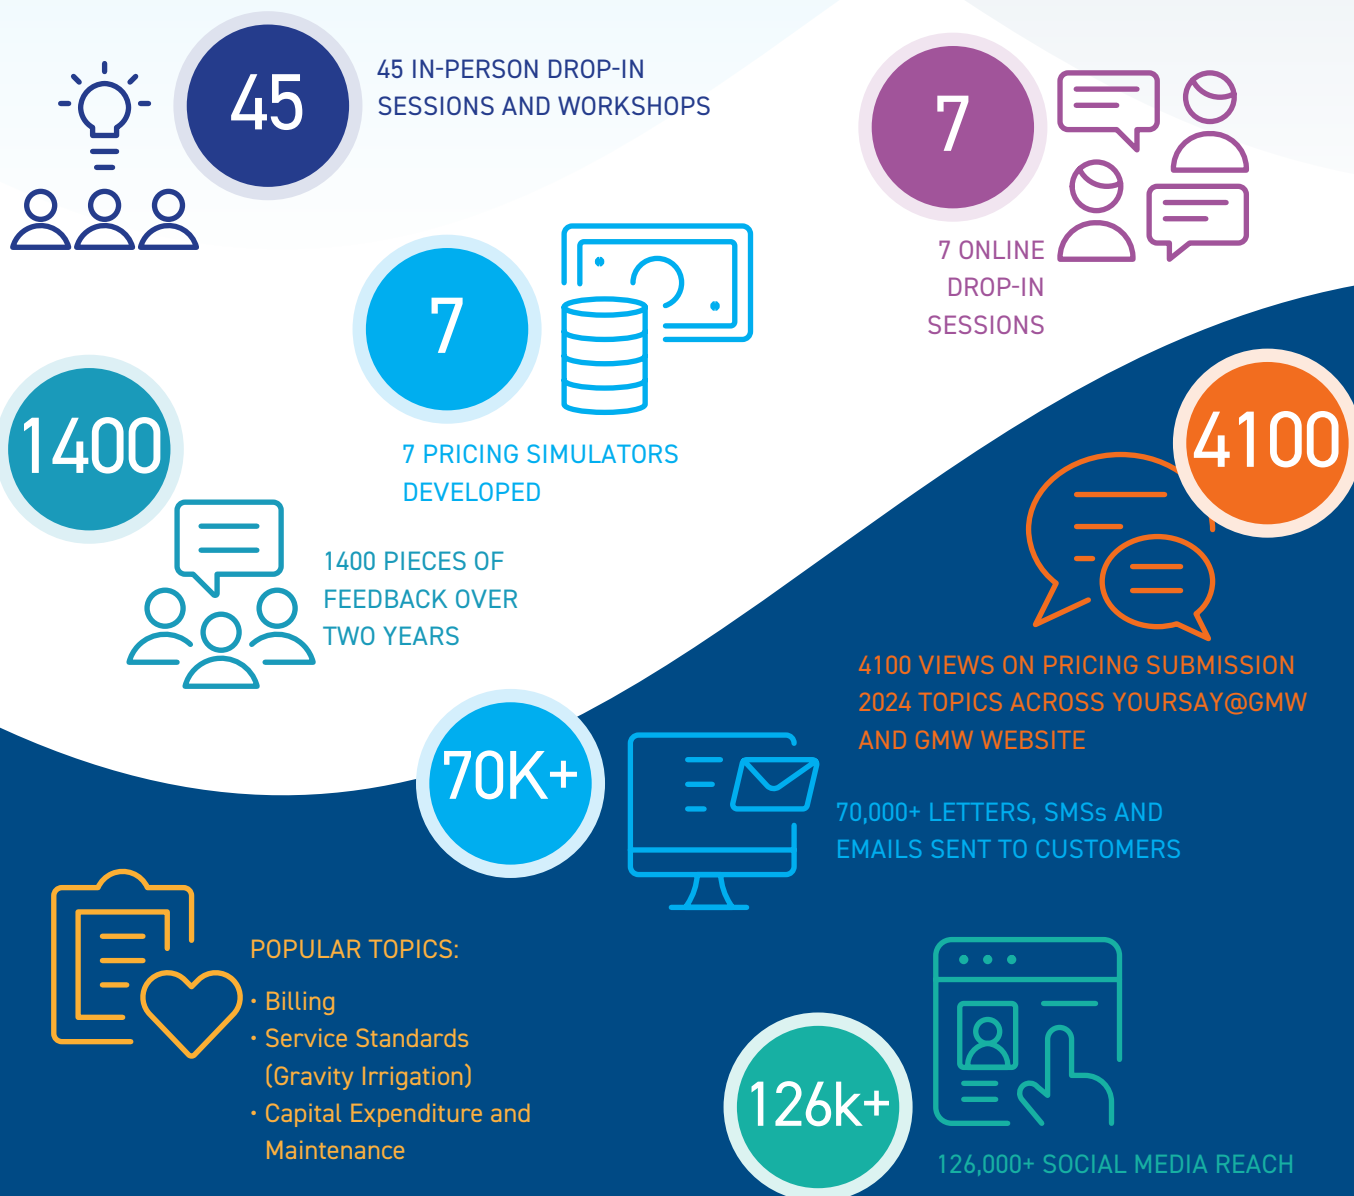 45
45 IN-PERSON DROP-IN
SESSIONS AND WORKSHOPS
7
7 ONLINE
DROP-IN
SESSIONS
7
7 PRICING SIMULATORS
DEVELOPED
1400
1400 PIECES OF
FEEDBACK OVER
TWO YEARS
4100
4100 VIEWS ON PRICING SUBMISSION
2024 TOPICS ACROSS YOURSAY@GMW
AND GMW WEBSITE
70K+
70,000+ LETTERS, SMSs AND
EMAILS SENT TO CUSTOMERS
POPULAR TOPICS:
· Billing
· Service Standards
(Gravity Irrigation)
· Capital Expenditure and
Maintenance
126k+
126,000+ SOCIAL MEDIA REACH